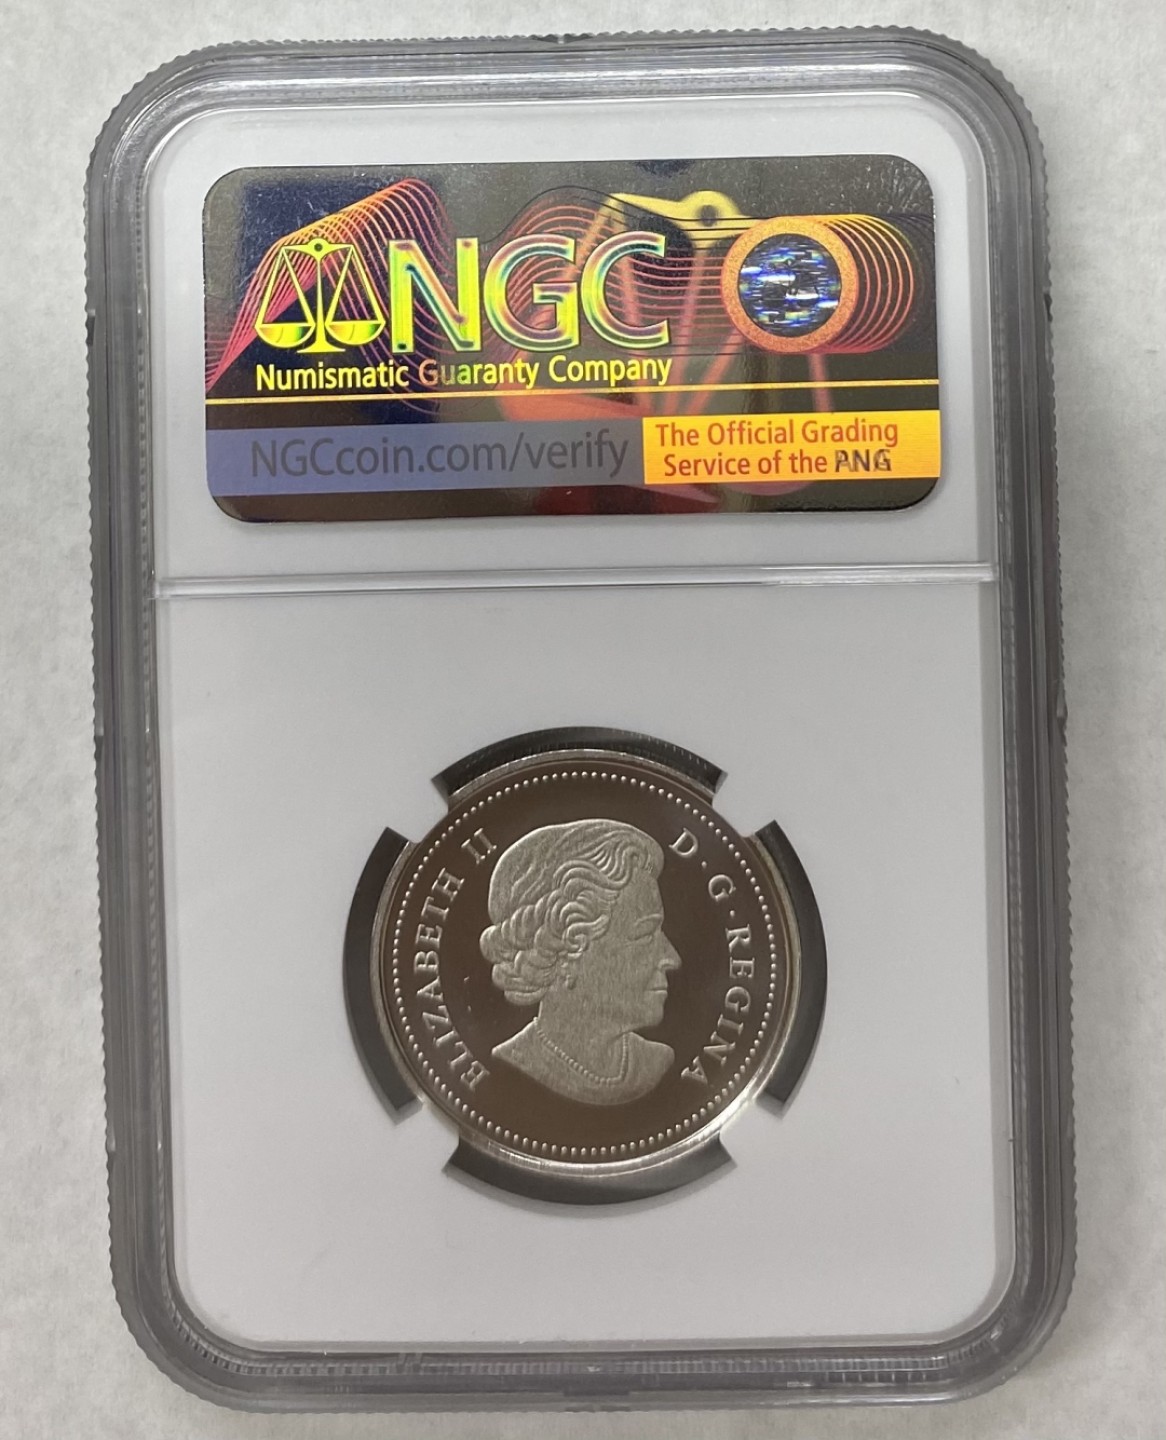 NGC
Numismatic Guaranty Company
NGCcoin.com/verify
The Official Grading
Service of the PNG
ELIZABETH II
D·G·REGINA